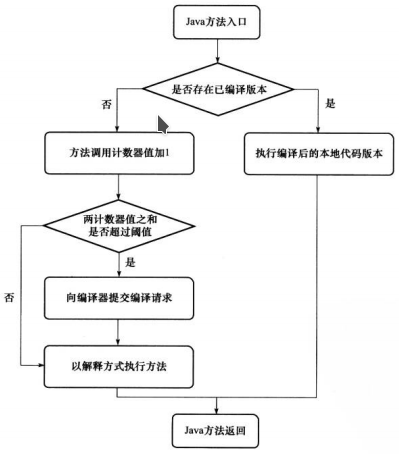 Java方法入口
是否存在已编译版本
否
是
方法调用计数器值加1
执行编译后的本地代码版本
两计数器值之和
是否超过阈值
是
否
向编译器提交编译请求
以解释方式执行方法
Java方法返回